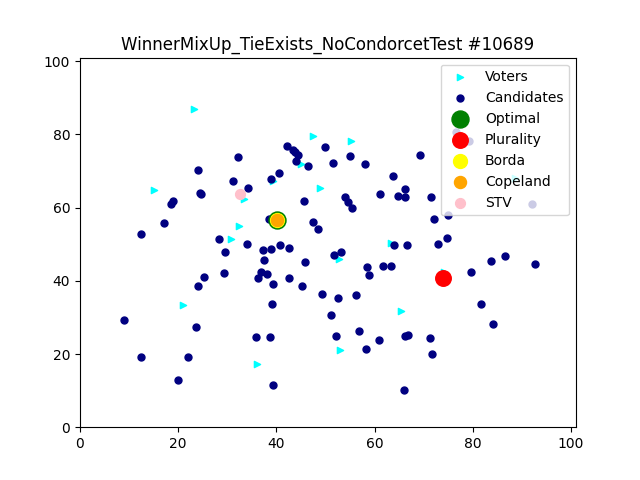 WinnerMixUp_TieExists_NoCondorcetTest #10689
100
80
60
40
20
0
0 20 40 60 80 100
Voters
Candidates
Optimal
Plurality
Borda
Copeland
STV